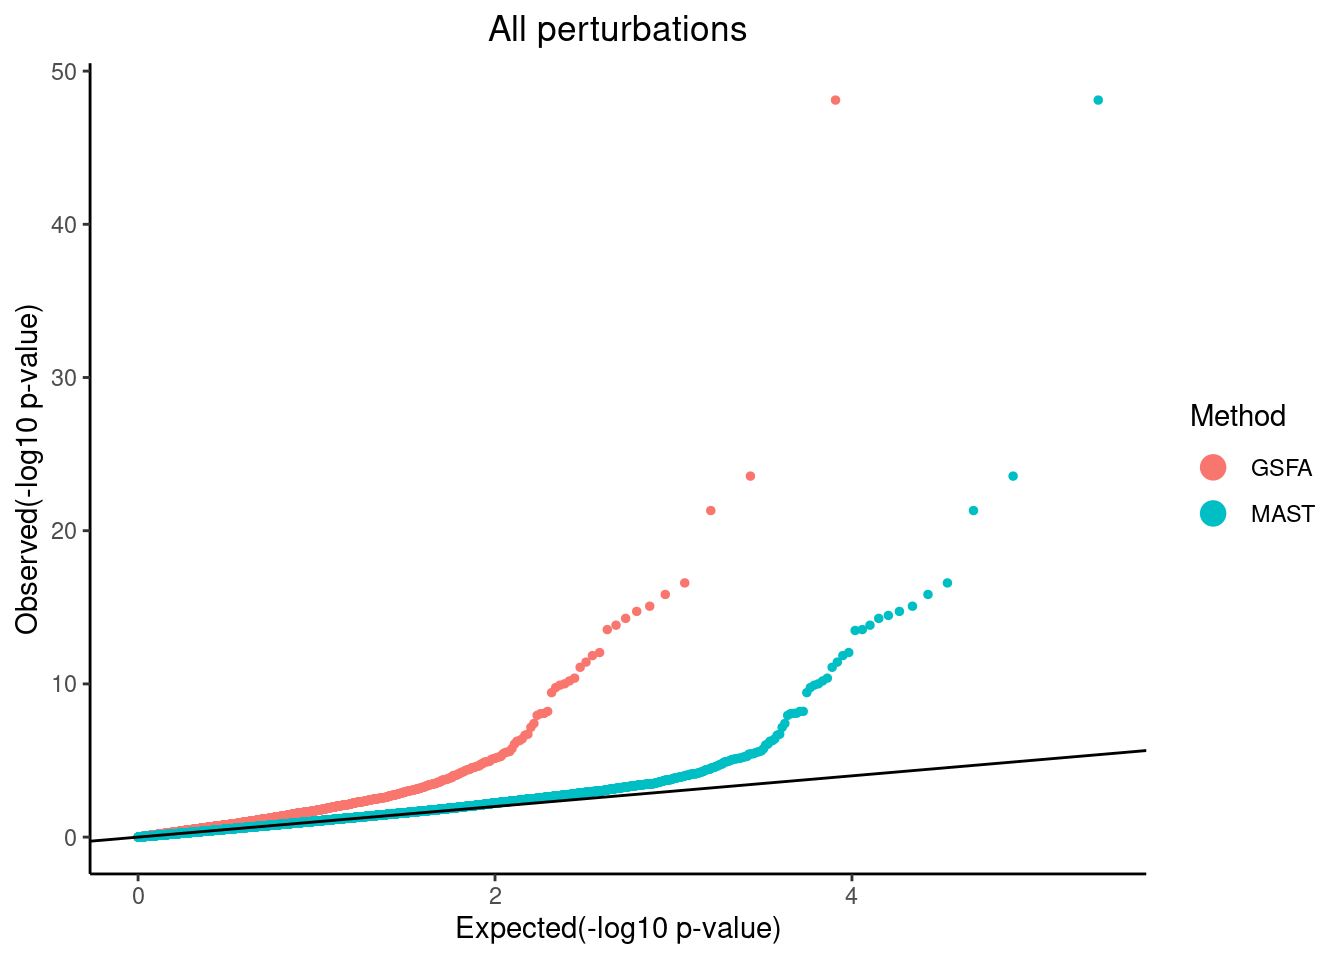 All perturbations
50
40
30
20
10
0
Observed(-log10 p-value)
0 2 4
Expected(-log10 p-value)
Method
GSFA
MAST